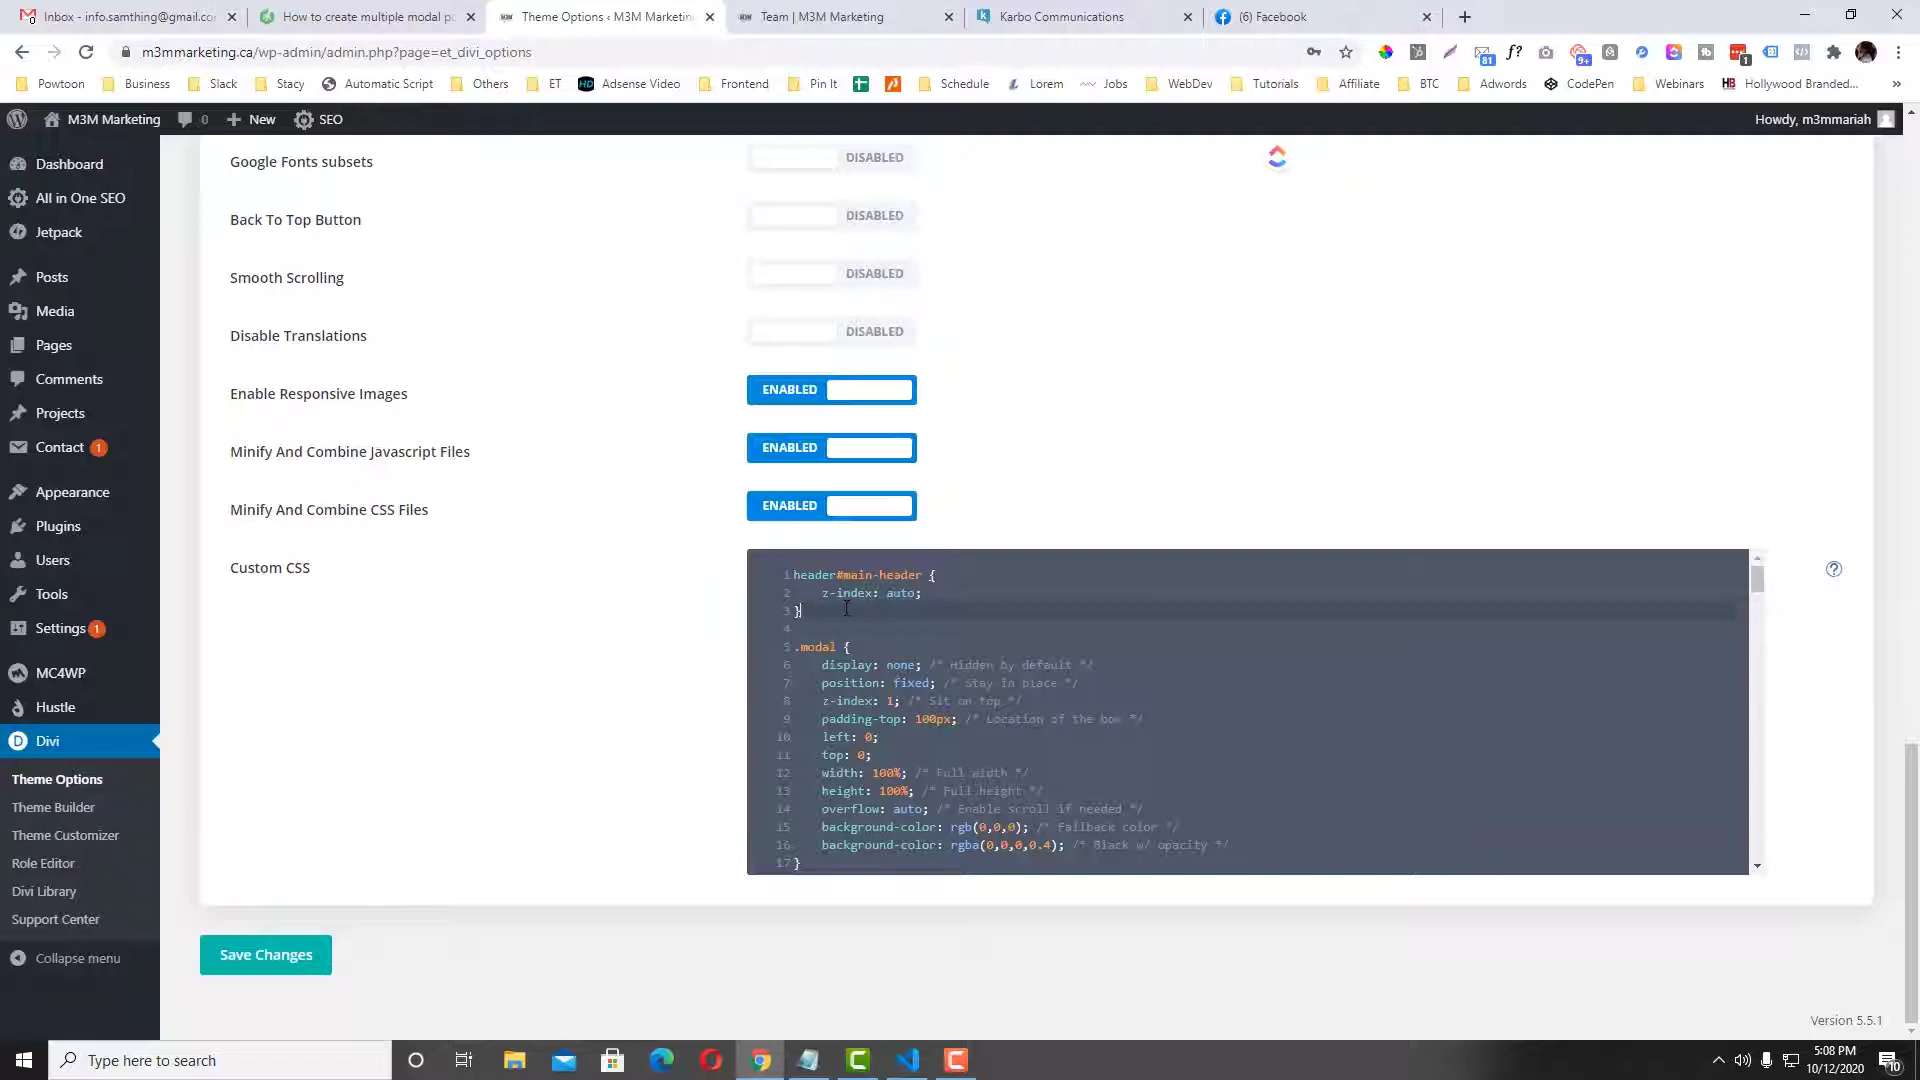 Inbox - info.samthing@gmail.co
How to create multiple modal po
Theme Options ‹ M3M Marketin
Team | M3M Marketing
Karbo Communications
(6) Facebook
m3mmarketing.ca/wp-admin/admin.php?page=et_divi_options
f?
81
9+
1
Powtoon
Business
Slack
Stacy
Automatic Script
Others
ET
Adsense Video
Frontend
Pin It
Schedule
Lorem
Jobs
WebDev
Tutorials
Affiliate
BTC
Adwords
CodePen
Webinars
HB
Hollywood Branded...
»
M3M Marketing
0
New
SEO
Howdy, m3mmariah
Dashboard
All in One SEO
Jetpack
Posts
Media
Pages
Comments
Projects
Contact 1
Appearance
Plugins
Users
Tools
Settings 1
MC4WP
Hustle
Divi
Theme Options
Theme Builder
Theme Customizer
Role Editor
Divi Library
Support Center
Collapse menu
Google Fonts subsets
DISABLED
Back To Top Button
DISABLED
Smooth Scrolling
DISABLED
Disable Translations
DISABLED
Enable Responsive Images
ENABLED
Minify And Combine Javascript Files
ENABLED
Minify And Combine CSS Files
ENABLED
Custom CSS
1 header#main-header {
2 z-index: auto;
3 }
4
5 .modal {
6 display: none; /* Hidden by default */
7 position: fixed; /* Stay in place */
8 z-index: 1; /* Sit on top */
9 padding-top: 100px; /* Location of the box */
10 left: 0;
11 top: 0;
12 width: 100%; /* Full width */
13 height: 100%; /* Full height */
14 overflow: auto; /* Enable scroll if needed */
15 background-color: rgb(0,0,0); /* Fallback color */
16 background-color: rgba(0,0,0,0.4); /* Black w/ opacity */
17 }
Save Changes
Version 5.5.1
Type here to search
5:08 PM
10/12/2020
10